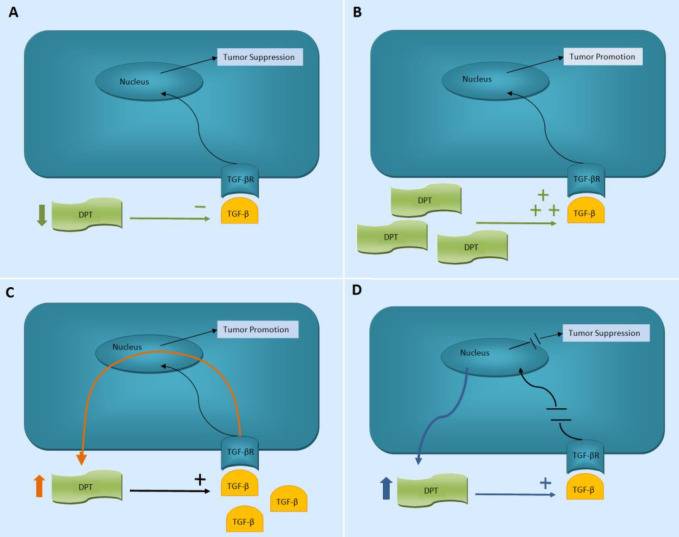 A
Tumor Suppression
Nucleus
TGF-βR
DPT
–
TGF-β
B
Tumor Promotion
Nucleus
TGF-βR
DPT
+
+ +
TGF-β
DPT
DPT
C
Tumor Promotion
Nucleus
TGF-βR
DPT
+
TGF-β
TGF-β
TGF-β
D
Tumor Suppression
Nucleus
TGF-βR
DPT
+
TGF-β